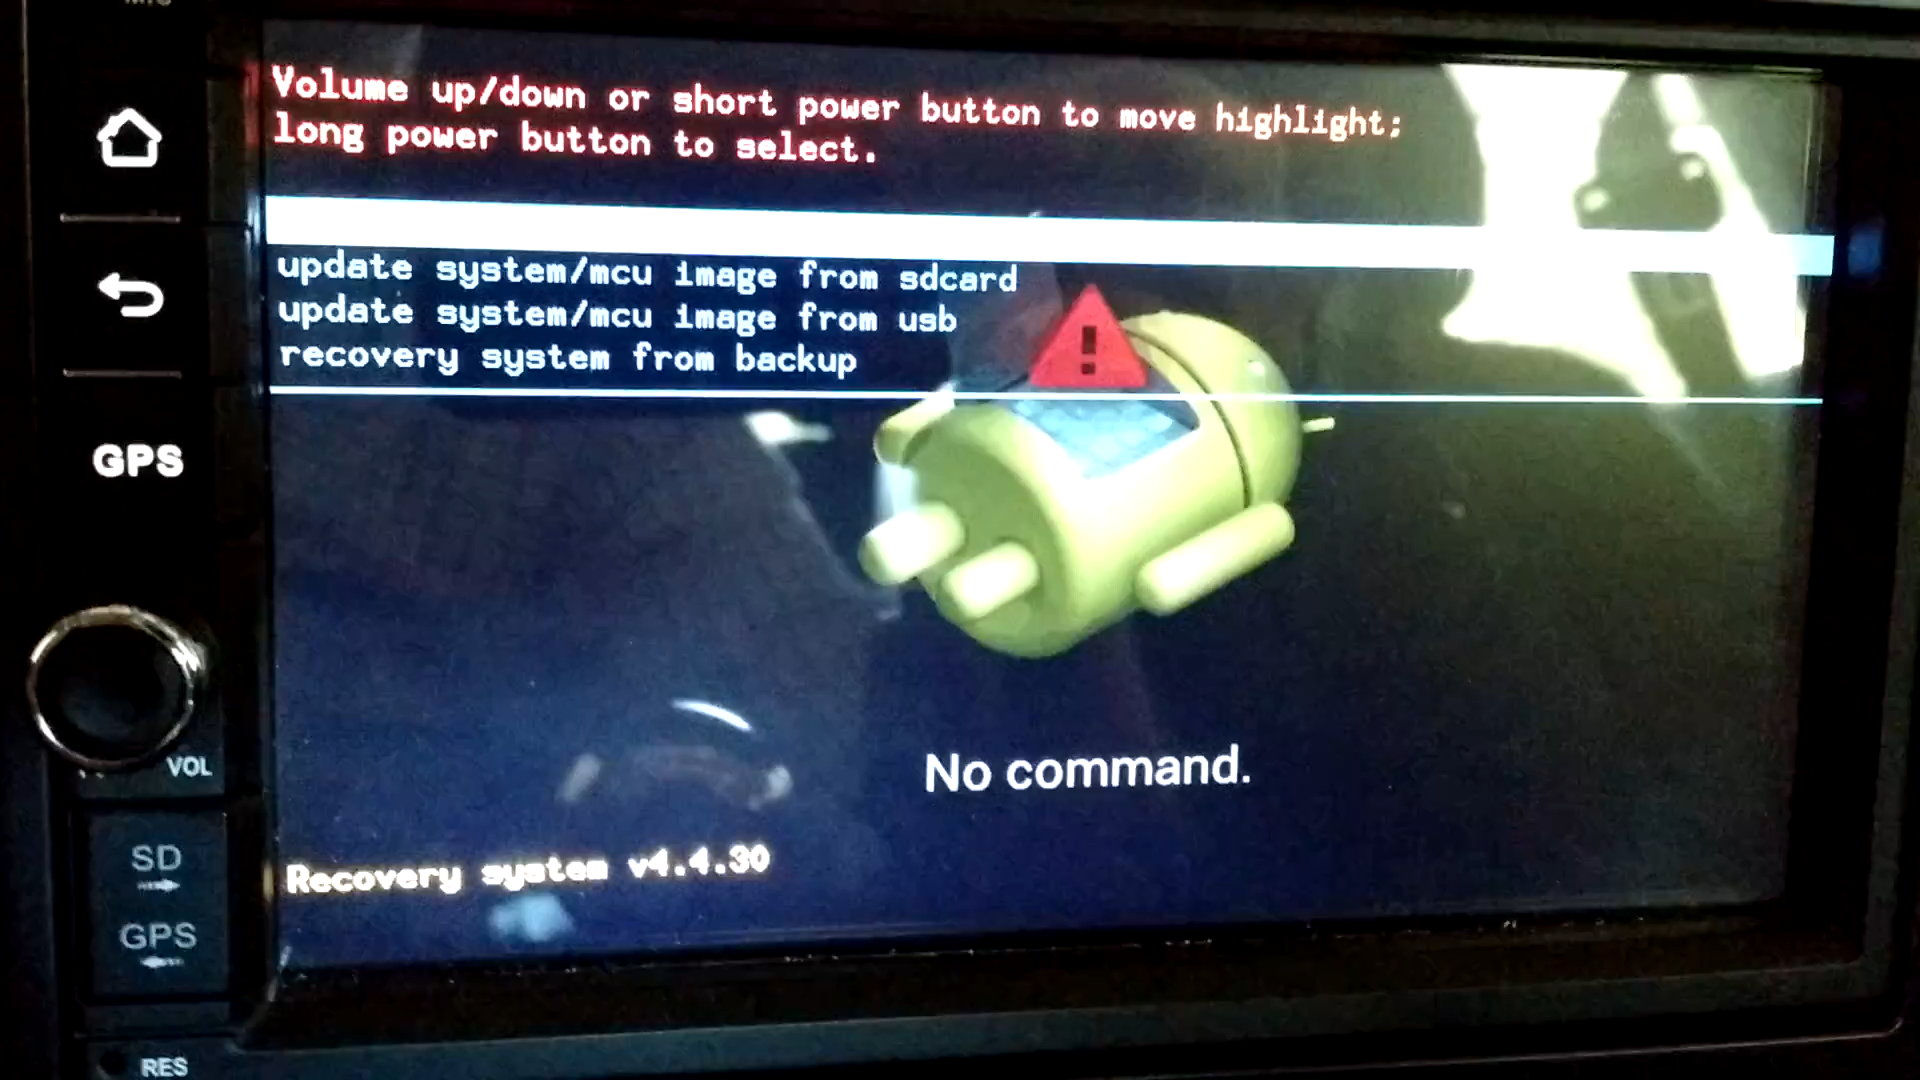 Volume up/down or short power button to move highlight;
long power button to select.
update system/mcu image from sdcard
update system/mcu image from usb
recovery system from backup
GPS
No command.
VOL
SD
Recovery system v4.4.30
GPS
RES